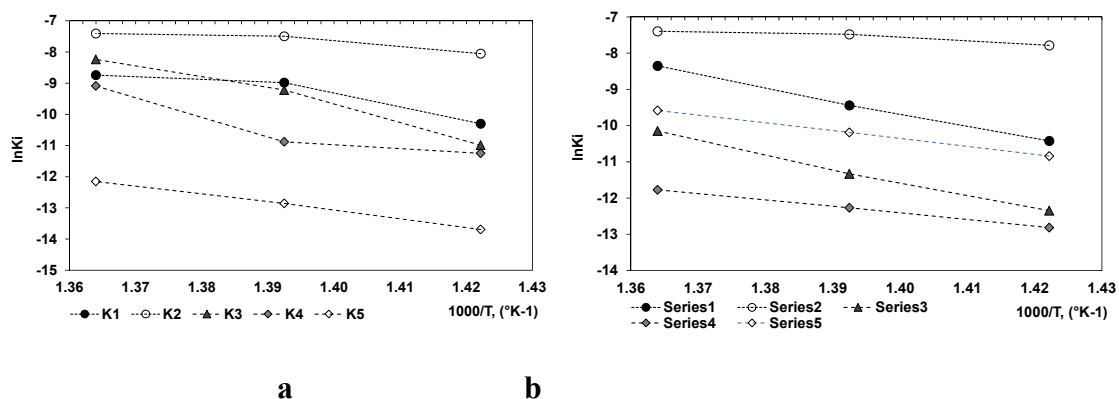 -7
-8
-9
-10
-11
-12
-13
-14
-15
lnKi
1.36 1.37 1.38 1.39 1.40 1.41 1.42 1.43
1000/T, (°K-1)
K1 K2 K3 K4 K5
a
-7
-8
-9
-10
-11
-12
-13
-14
lnKi
1.36 1.37 1.38 1.39 1.40 1.41 1.42 1.43
1000/T, (°K-1)
Series1 Series2 Series3
Series4 Series5
b